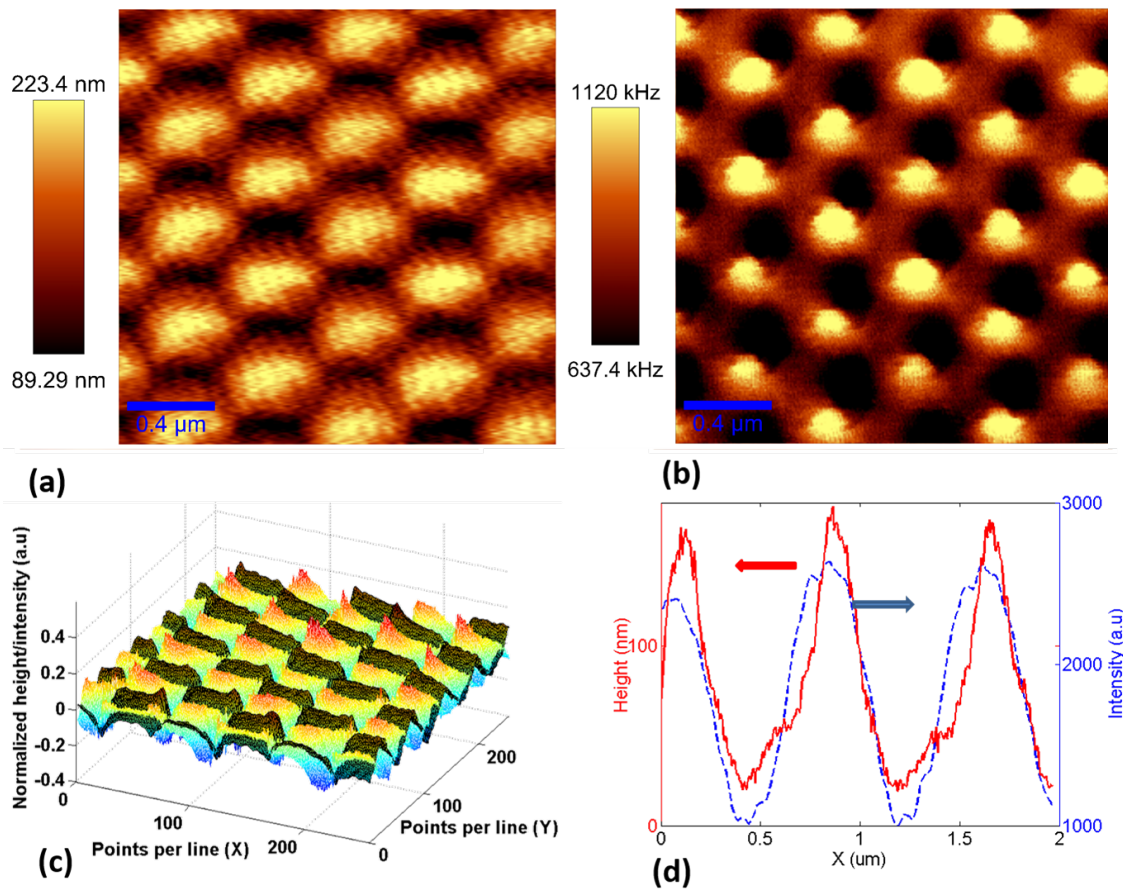 223.4 nm
89.29 nm
0.4 µm
(a)
1120 kHz
637.4 kHz
0.4 µm
(b)
Normalized height/intensity (a.u)
0.4
0.2
0
-0.2
-0.4
0
100
200
Points per line (X)
0
100
200
Points per line (Y)
(c)
Height (nm)
100
0
3000
2000
1000
Intensity (a.u)
0
0.5
1
1.5
2
X (um)
(d)